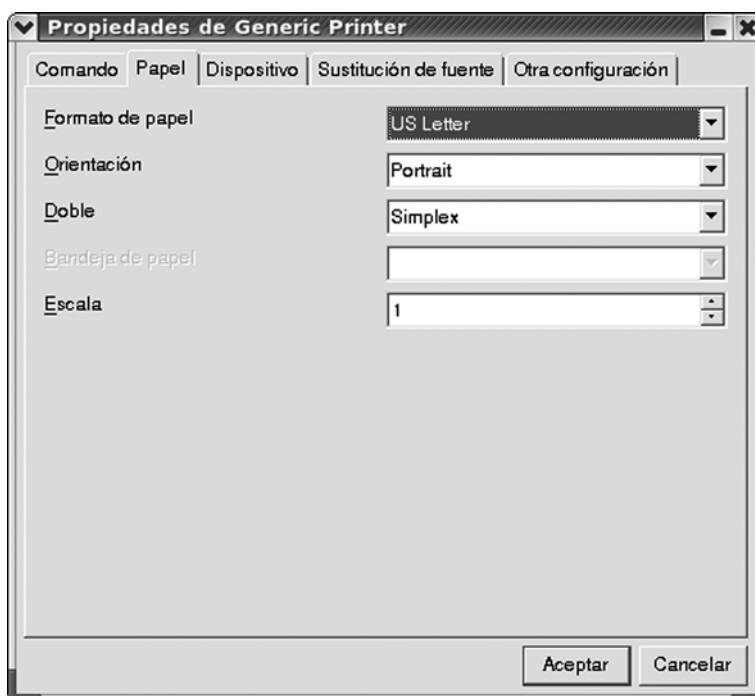 Propiedades de Generic Printer
Comando Papel Dispositivo Sustitución de fuente Otra configuración
Formato de papel US Letter
Orientación Portrait
Doble Simplex
Bandeja de papel
Escala 1
Aceptar Cancelar